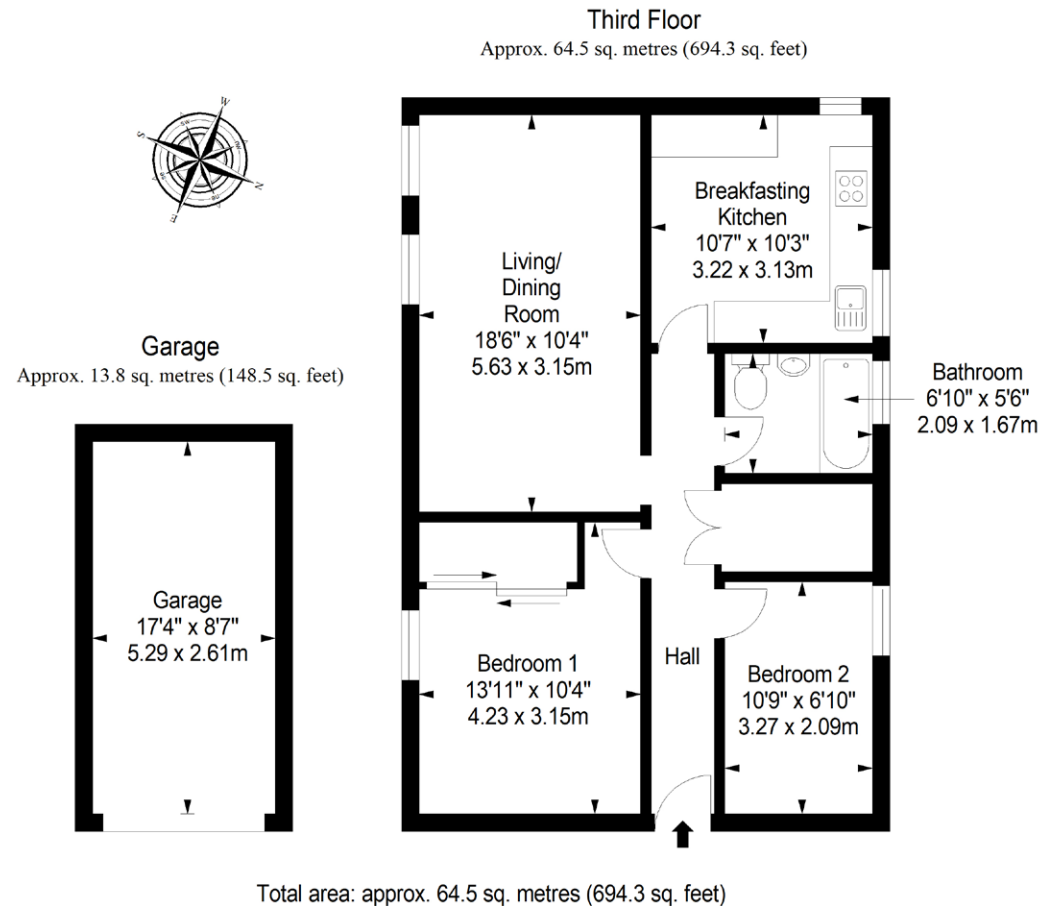 Third Floor
Approx. 64.5 sq. metres (694.3 sq. feet)
W
S
N
E
SW
NW
SE
NE
Breakfasting
Kitchen
10'7" x 10'3"
3.22 x 3.13m
Living/
Dining
Room
18'6" x 10'4"
5.63 x 3.15m
Garage
Approx. 13.8 sq. metres (148.5 sq. feet)
Bathroom
6'10" x 5'6"
2.09 x 1.67m
Garage
17'4" x 8'7"
5.29 x 2.61m
Hall
Bedroom 1
13'11" x 10'4"
4.23 x 3.15m
Bedroom 2
10'9" x 6'10"
3.27 x 2.09m
Total area: approx. 64.5 sq. metres (694.3 sq. feet)